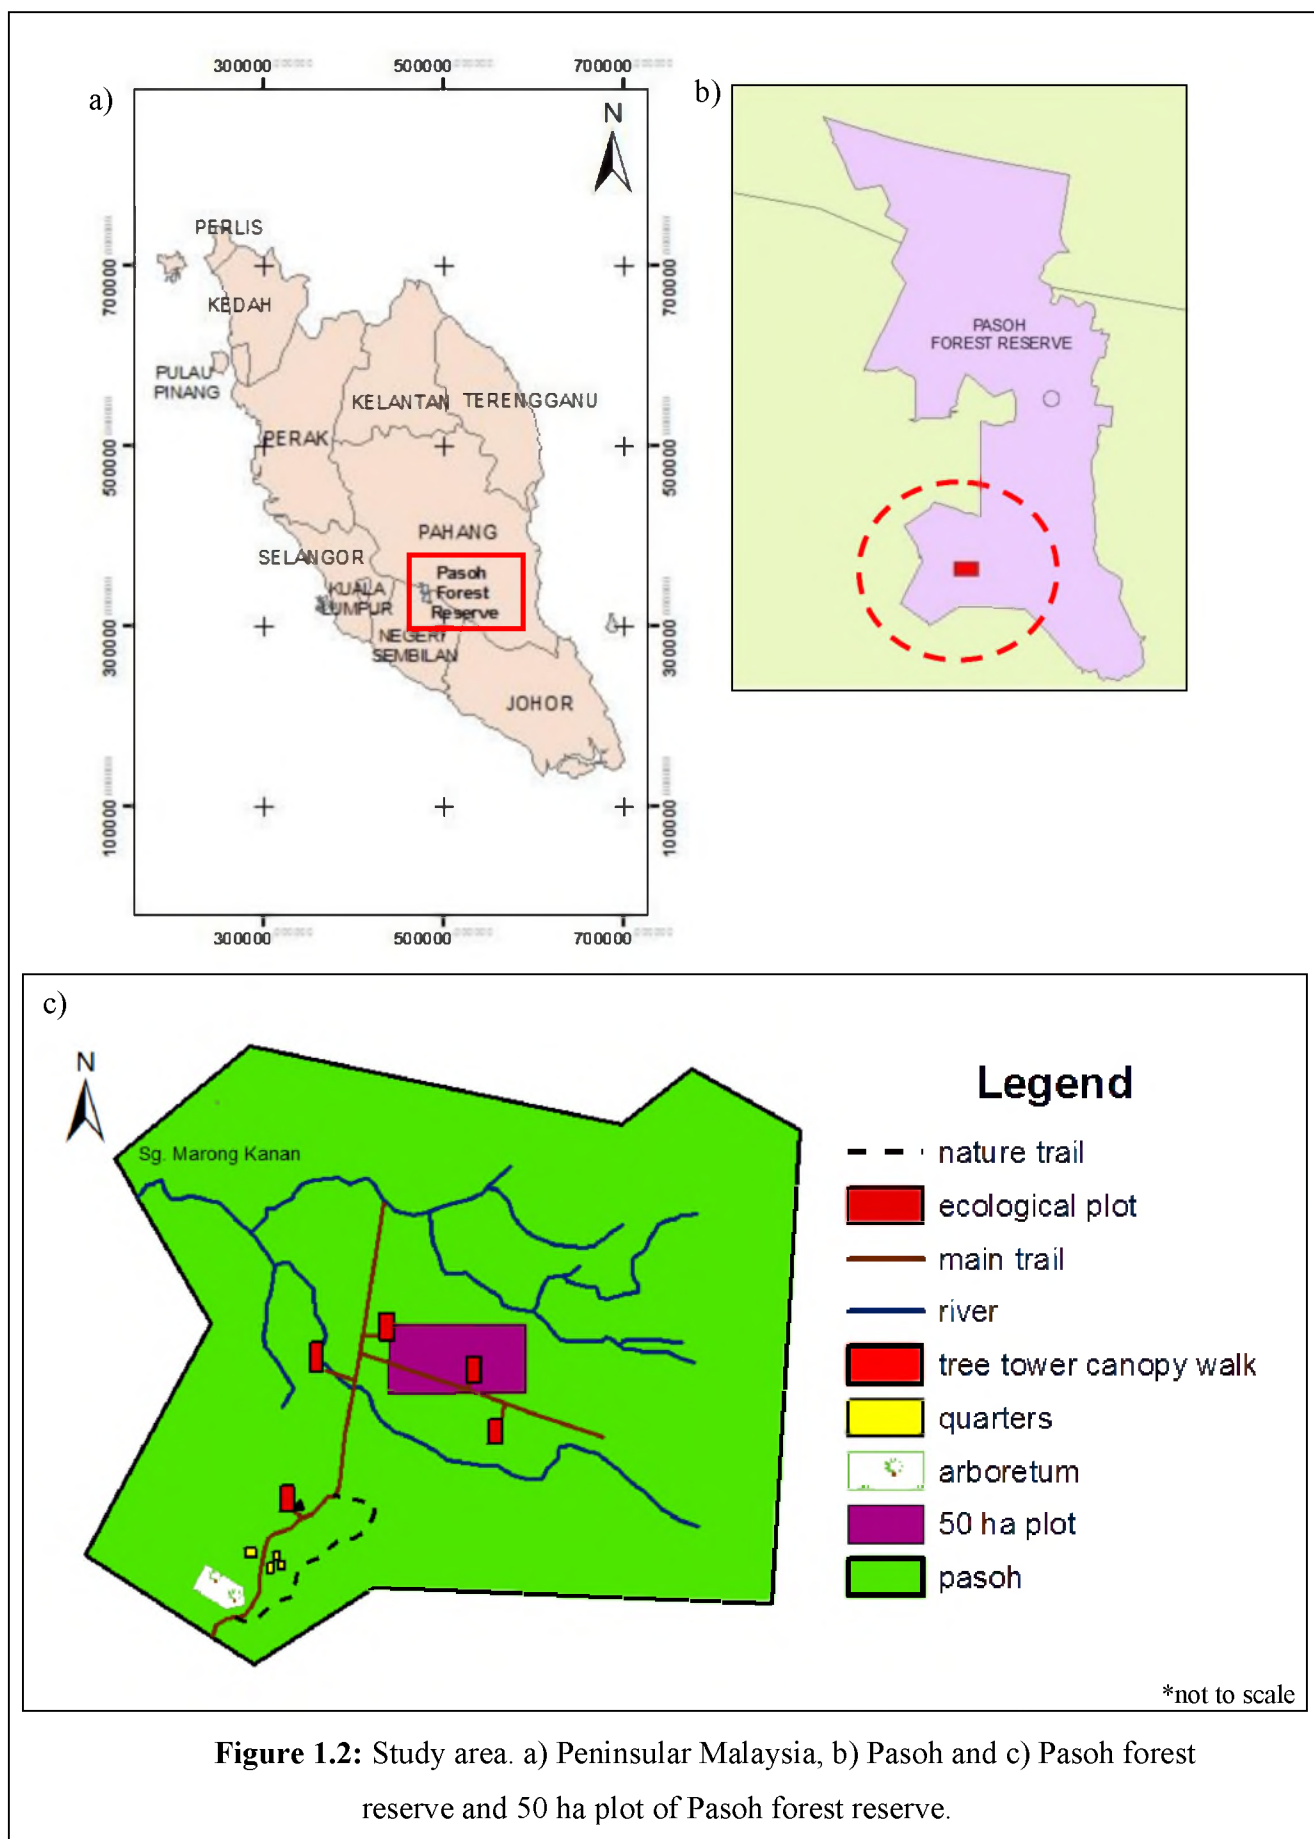 300000 500000 700000
a)
N
PERLIS
KEDAH
PULAU
PINANG
KELANTAN
TERENGGANU
PERAK
PAHANG
SELANGOR
KUALA
LUMPUR
Pasoh
Forest
Reserve
NEGERI
SEMBILAN
JOHOR
700000
500000
300000
100000
700000
500000
300000
100000
300000 500000 700000
b)
PASOH
FOREST RESERVE
c)
N
Sg. Marong Kanan
Legend
nature trail
ecological plot
main trail
river
tree tower canopy walk
quarters
arboretum
50 ha plot
pasoh
*not to scale
Figure 1.2: Study area. a) Peninsular Malaysia, b) Pasoh and c) Pasoh forest
reserve and 50 ha plot of Pasoh forest reserve.